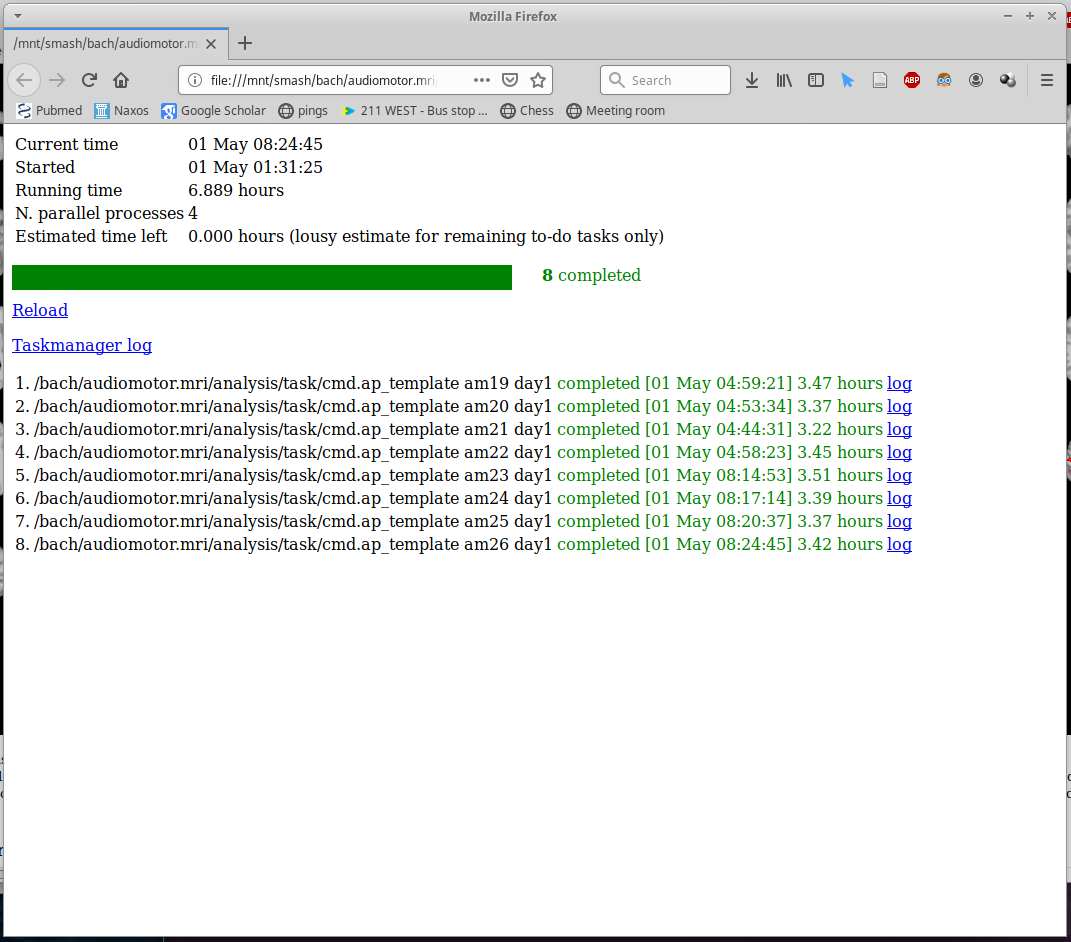 Mozilla Firefox
/mnt/smash/bach/audiomotor.m
file:///mnt/smash/bach/audiomotor.mri/
Search
ABP
Pubmed Naxos Google Scholar pings 211 WEST - Bus stop ... Chess Meeting room
Current time 01 May 08:24:45
Started 01 May 01:31:25
Running time 6.889 hours
N. parallel processes 4
Estimated time left 0.000 hours (lousy estimate for remaining to-do tasks only)
8 completed
Reload
Taskmanager log
1. /bach/audiomotor.mri/analysis/task/cmd.ap_template am19 day1 completed [01 May 04:59:21] 3.47 hours log
2. /bach/audiomotor.mri/analysis/task/cmd.ap_template am20 day1 completed [01 May 04:53:34] 3.37 hours log
3. /bach/audiomotor.mri/analysis/task/cmd.ap_template am21 day1 completed [01 May 04:44:31] 3.22 hours log
4. /bach/audiomotor.mri/analysis/task/cmd.ap_template am22 day1 completed [01 May 04:58:23] 3.45 hours log
5. /bach/audiomotor.mri/analysis/task/cmd.ap_template am23 day1 completed [01 May 08:14:53] 3.51 hours log
6. /bach/audiomotor.mri/analysis/task/cmd.ap_template am24 day1 completed [01 May 08:17:14] 3.39 hours log
7. /bach/audiomotor.mri/analysis/task/cmd.ap_template am25 day1 completed [01 May 08:20:37] 3.37 hours log
8. /bach/audiomotor.mri/analysis/task/cmd.ap_template am26 day1 completed [01 May 08:24:45] 3.42 hours log